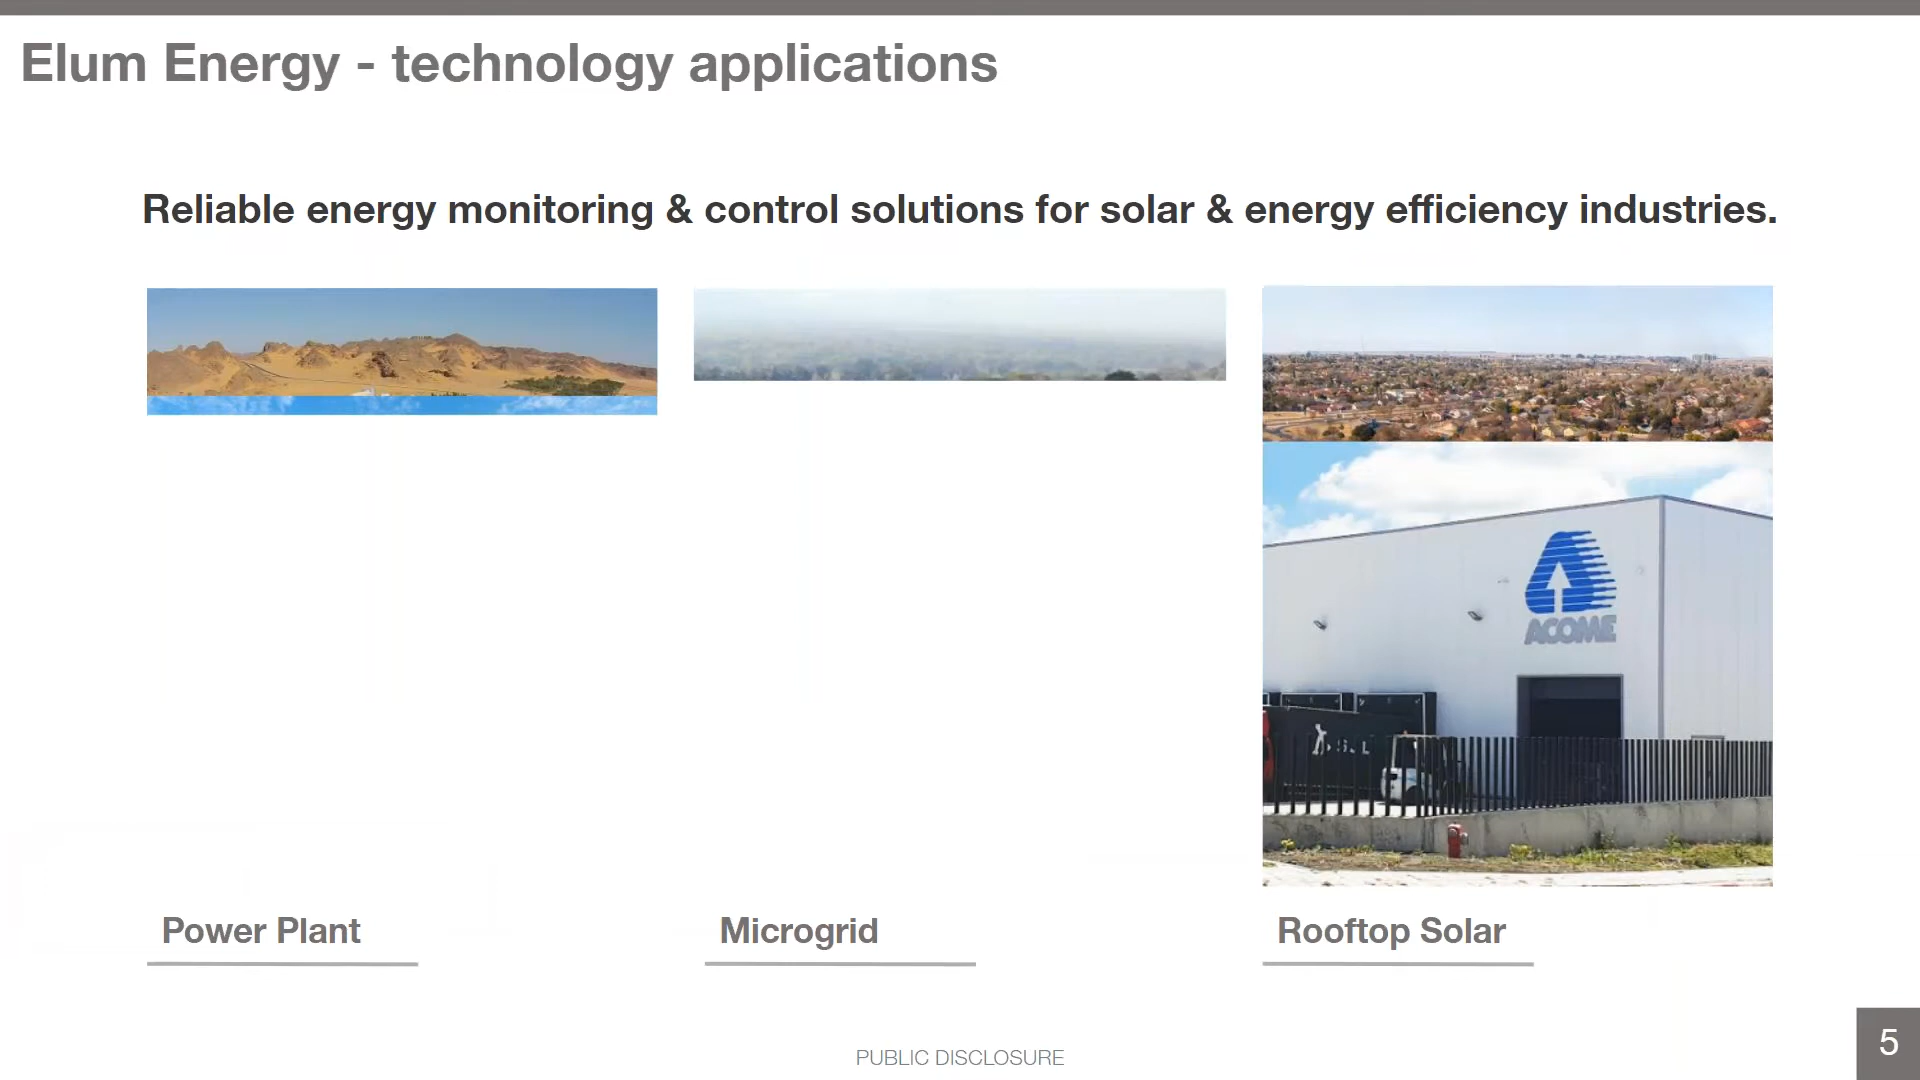 Elum Energy - technology applications
Reliable energy monitoring & control solutions for solar & energy efficiency industries.
ACOME
Power Plant
Microgrid
Rooftop Solar
PUBLIC DISCLOSURE
5